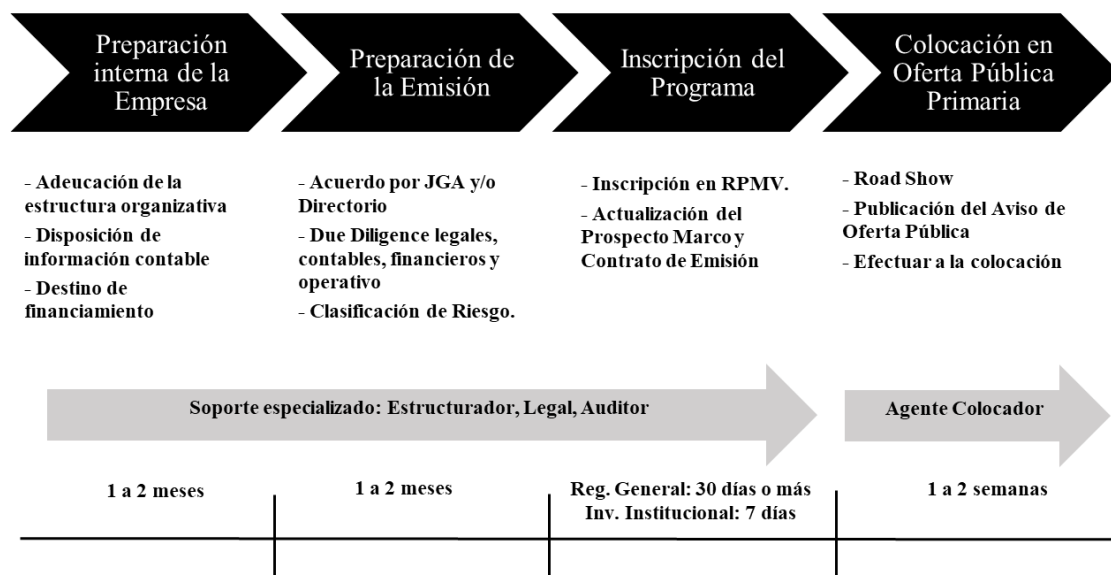 Preparación
interna de la
Empresa
Preparación de
la Emisión
Inscripción del
Programa
Colocación en
Oferta Pública
Primaria
- Adeucación de la
estructura organizativa
- Disposición de
información contable
- Destino de
financiamiento
- Acuerdo por JGA y/o
Directorio
- Due Diligence legales,
contables, financieros y
operativo
- Clasificación de Riesgo.
- Inscripción en RPMV.
- Actualización del
Prospecto Marco y
Contrato de Emisión
- Road Show
- Publicación del Aviso de
Oferta Pública
- Efectuar a la colocación
Soporte especializado: Estructurador, Legal, Auditor
Agente Colocador
1 a 2 meses
1 a 2 meses
Reg. General: 30 días o más
Inv. Institucional: 7 días
1 a 2 semanas